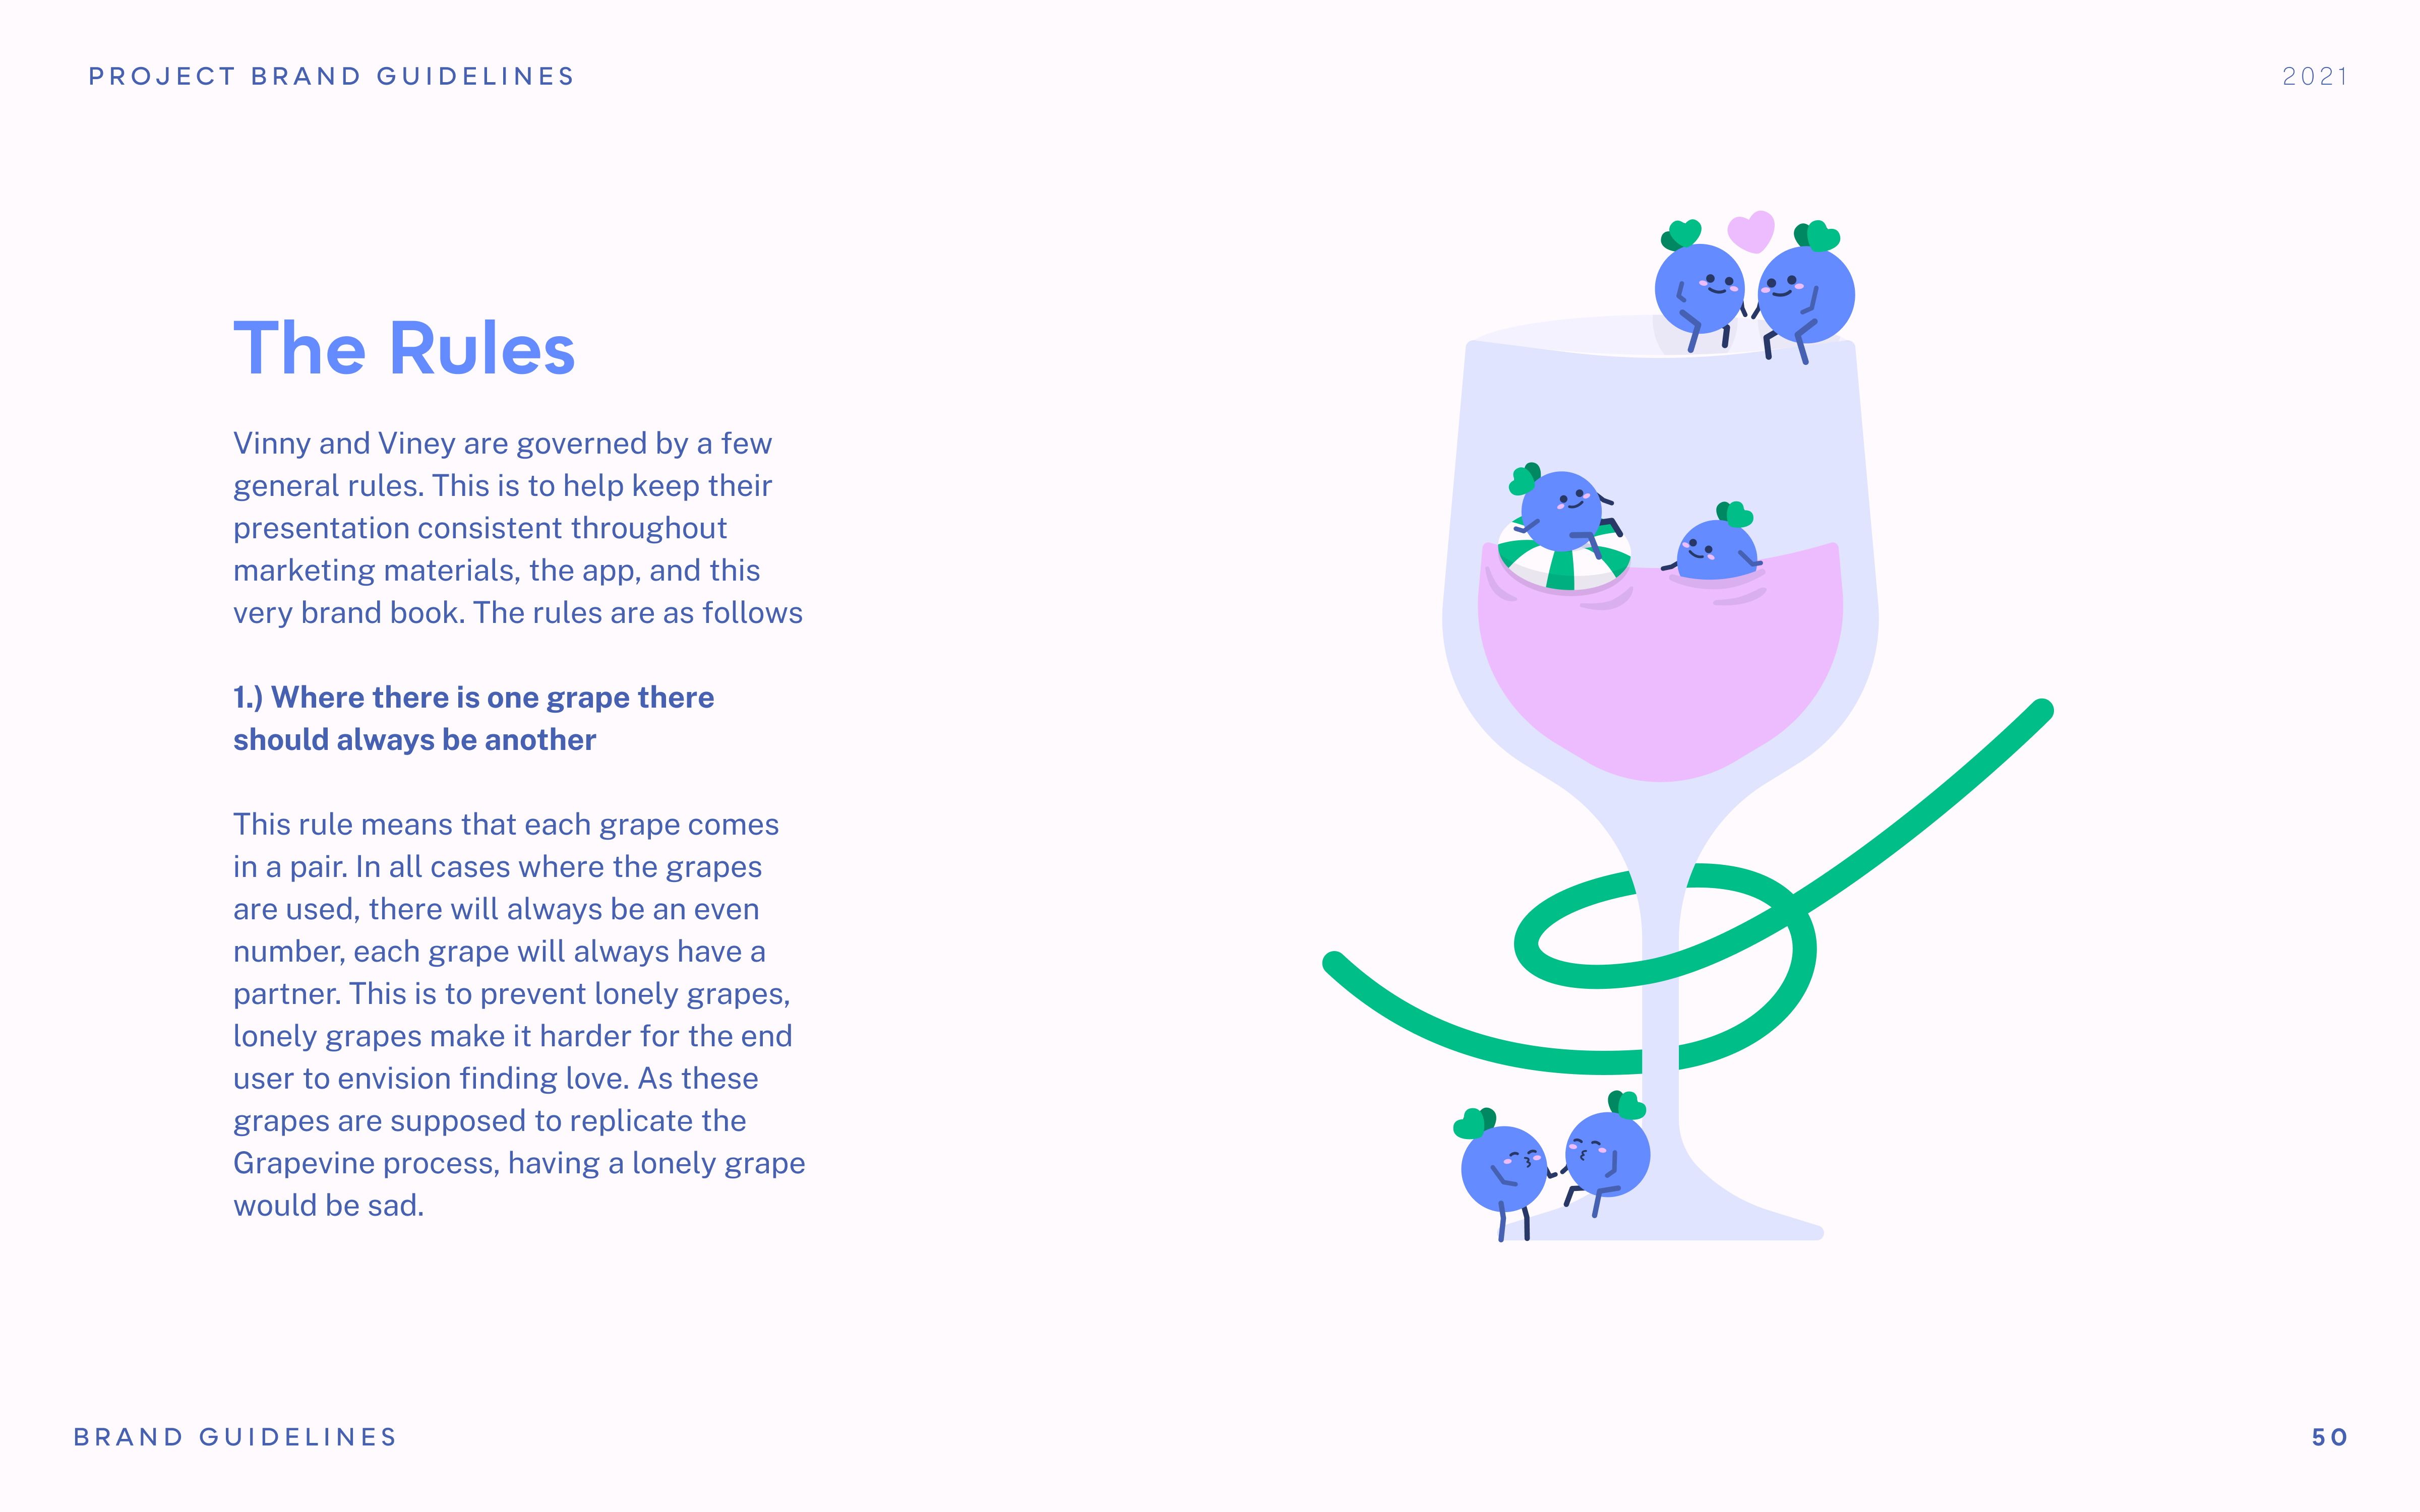 PROJECT BRAND GUIDELINES
2021
The Rules
Vinny and Viney are governed by a few
general rules. This is to help keep their
presentation consistent throughout
marketing materials, the app, and this
very brand book. The rules are as follows
1.) Where there is one grape there
should always be another
This rule means that each grape comes
in a pair. In all cases where the grapes
are used, there will always be an even
number, each grape will always have a
partner. This is to prevent lonely grapes,
lonely grapes make it harder for the end
user to envision finding love. As these
grapes are supposed to replicate the
Grapevine process, having a lonely grape
would be sad.
BRAND GUIDELINES
50